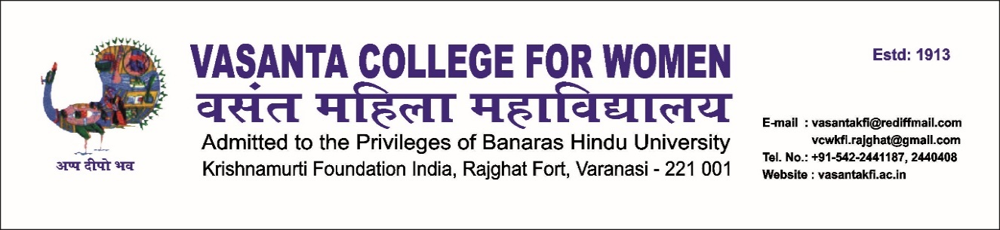 VASANTA COLLEGE FOR WOMEN
वसंत महिला महाविद्यालय
Admitted to the Privileges of Banaras Hindu University
Krishnamurti Foundation India, Rajghat Fort, Varanasi - 221 001
अप्प दीपो भव
Estd: 1913
E-mail : vasantakfi@rediffmail.com
vcwkfi.rajghat@gmail.com
Tel. No.: +91-542-2441187, 2440408
Website : vasantakfi.ac.in